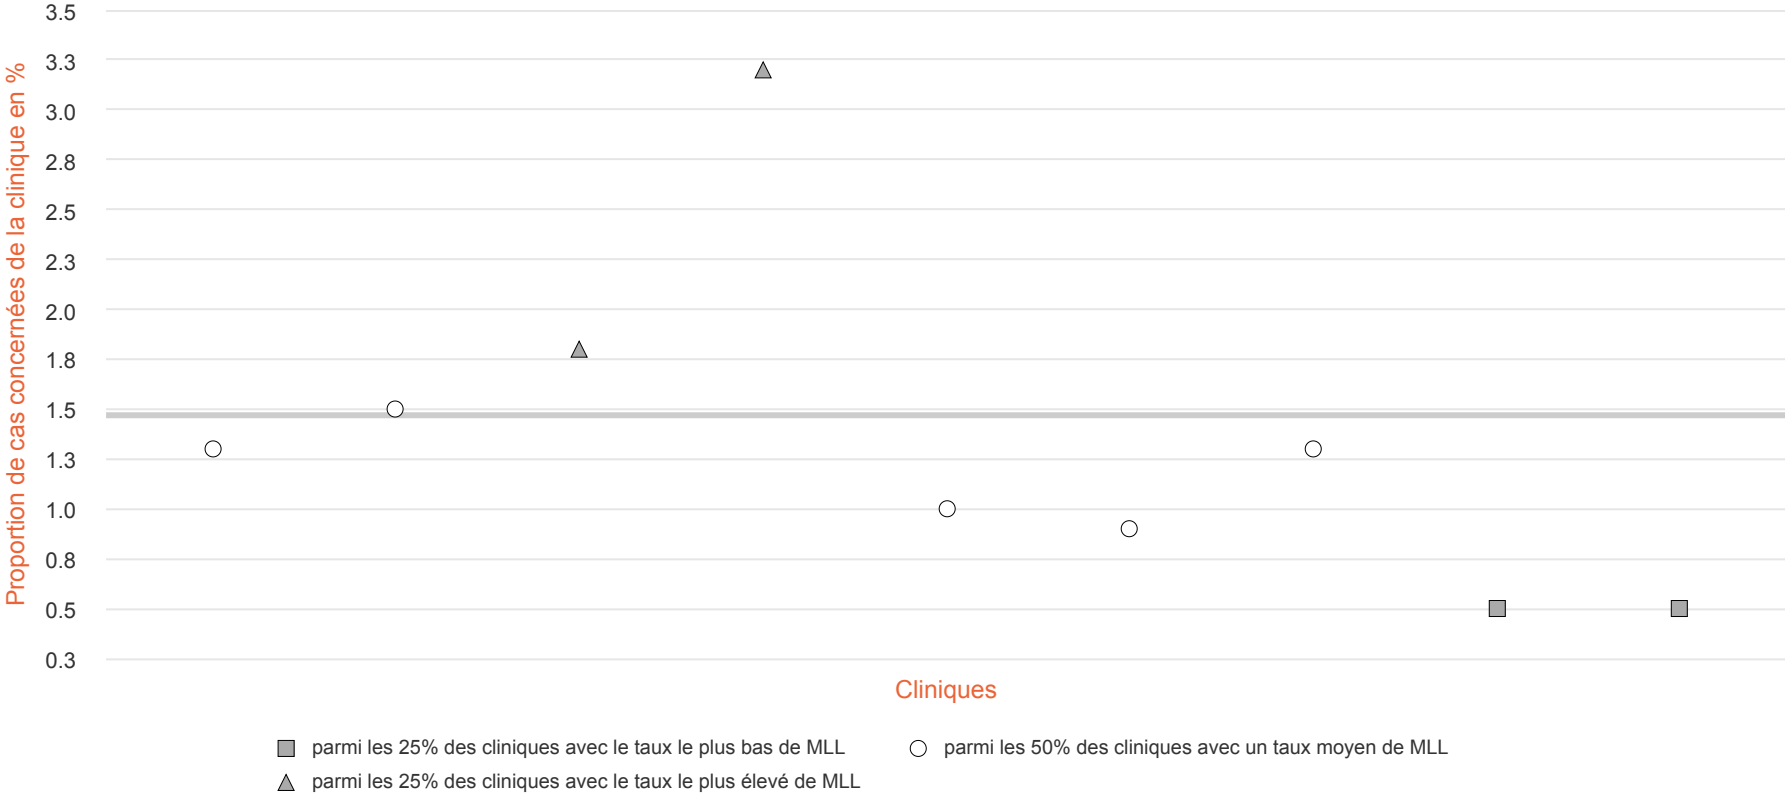 3.5
3.3
3.0
2.8
2.5
2.3
2.0
1.8
1.5
1.3
1.0
0.8
0.5
0.3
Proportion de cas concernées de la clinique en %
Cliniques
parmi les 25% des cliniques avec le taux le plus bas de MLL
parmi les 50% des cliniques avec un taux moyen de MLL
parmi les 25% des cliniques avec le taux le plus élevé de MLL